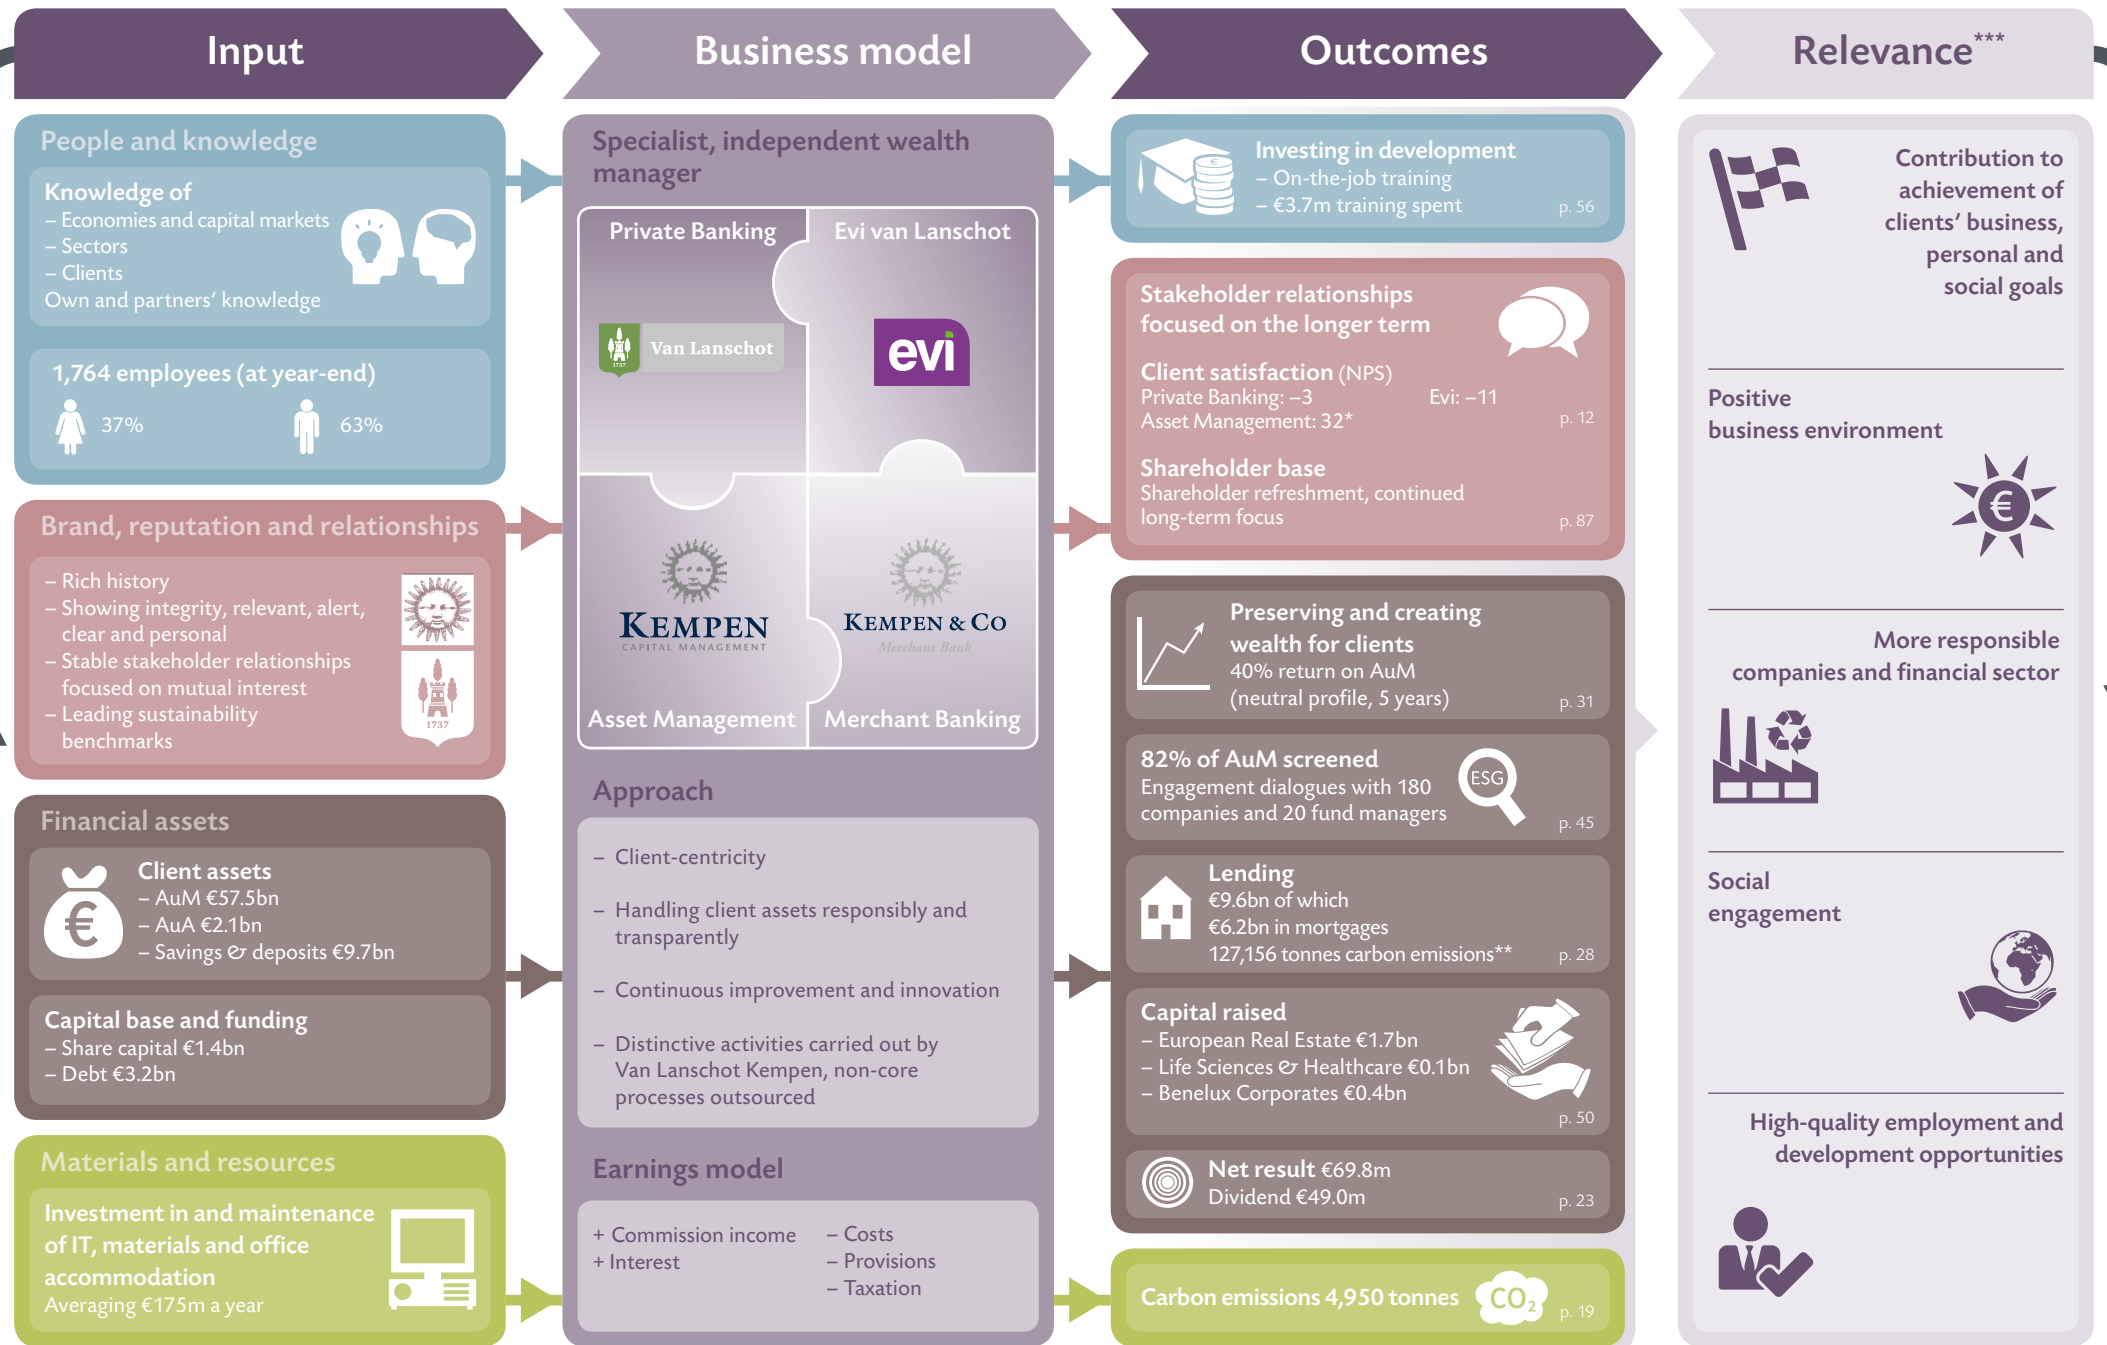 Input
Business model
Outcomes
Relevance***
People and knowledge
Knowledge of
– Economies and capital markets
– Sectors
– Clients
Own and partners' knowledge
1,764 employees (at year-end)
37%
63%
Brand, reputation and relationships
– Rich history
– Showing integrity, relevant, alert,
clear and personal
– Stable stakeholder relationships
focused on mutual interest
– Leading sustainability
benchmarks
1737
Financial assets
€
Client assets
– AuM €57.5bn
– AuA €2.1bn
– Savings & deposits €9.7bn
Capital base and funding
– Share capital €1.4bn
– Debt €3.2bn
Materials and resources
Investment in and maintenance
of IT, materials and office
accommodation
Averaging €175m a year
Specialist, independent wealth
manager
Private Banking
Evi van Lanschot
1737
Van Lanschot
evi
KEMPEN
CAPITAL MANAGEMENT
KEMPEN & CO
Merchant Bank
Asset Management
Merchant Banking
Approach
– Client-centricity
– Handling client assets responsibly and
transparently
– Continuous improvement and innovation
– Distinctive activities carried out by
Van Lanschot Kempen, non-core
processes outsourced
Earnings model
+ Commission income
+ Interest
– Costs
– Provisions
– Taxation
€
Investing in development
– On-the-job training
– €3.7m training spent
p. 56
Stakeholder relationships
focused on the longer term
Client satisfaction (NPS)
Private Banking: –3
Evi: –11
Asset Management: 32*
p. 12
Shareholder base
Shareholder refreshment, continued
long-term focus
p. 87
Preserving and creating
wealth for clients
40% return on AuM
(neutral profile, 5 years)
p. 31
82% of AuM screened
Engagement dialogues with 180
companies and 20 fund managers
ESG
p. 45
Lending
€9.6bn of which
€6.2bn in mortgages
127,156 tonnes carbon emissions**
p. 28
Capital raised
– European Real Estate €1.7bn
– Life Sciences & Healthcare €0.1bn
– Benelux Corporates €0.4bn
p. 50
Net result €69.8m
Dividend €49.0m
p. 23
Carbon emissions 4,950 tonnes
CO2
p. 19
Contribution to
achievement of
clients' business,
personal and
social goals
Positive
business environment
€
More responsible
companies and financial sector
Social
engagement
High-quality employment and
development opportunities